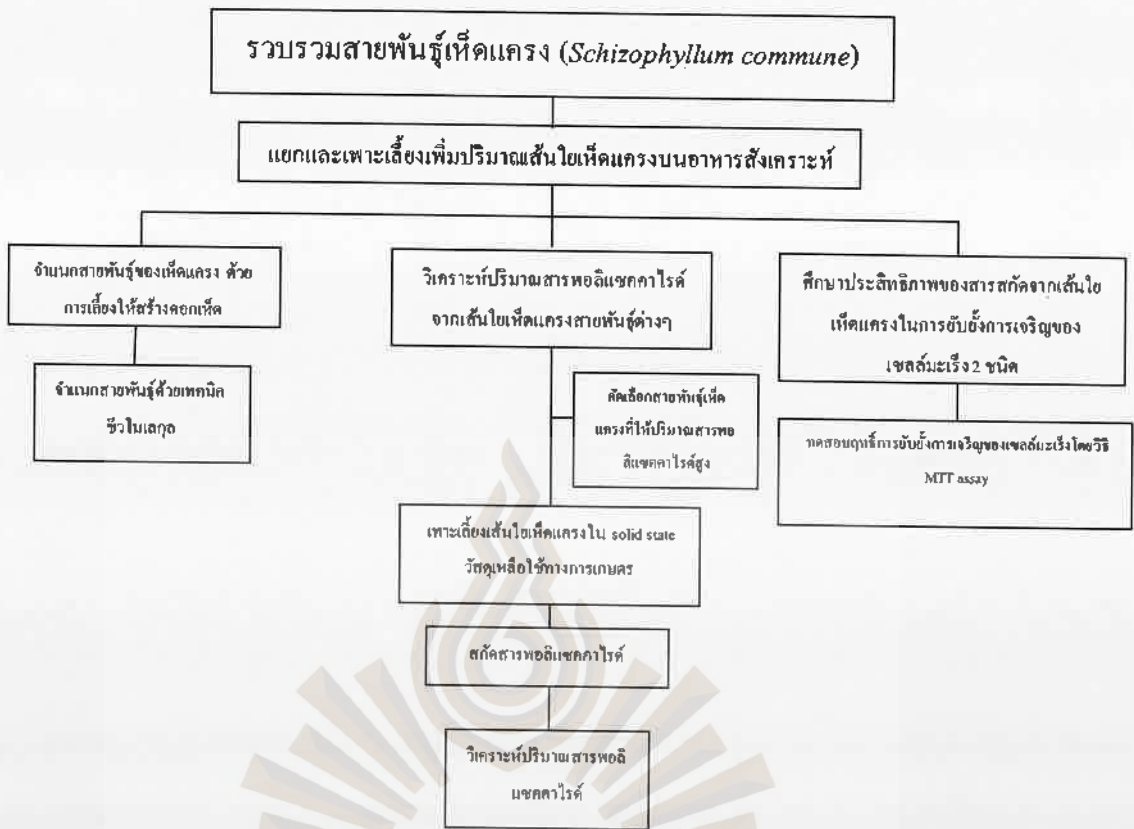 รวบรวมสายพันธุ์เห็ดแครง (Schizophyllum commune)
แยกและเพาะเลี้ยงเพิ่มปริมาณเส้นใยเห็ดแครงบนอาหารสังเคราะห์
จำแนกสายพันธุ์ของเห็ดแครง ด้วย
การเลี้ยงให้สร้างดอกเห็ด
จำแนกสายพันธุ์ด้วยเทคนิค
ชีวโมเลกุล
วิเคราะห์ปริมาณสารพอลิแซคคาไรด์
จากเส้นใยเห็ดแครงสายพันธุ์ต่างๆ
คัดเลือกสายพันธุ์เห็ด
แครงที่ให้ปริมาณสารพอ
ลิแซคคาไรด์สูง
เพาะเลี้ยงเส้นใยเห็ดแครงใน solid state
วัสดุเหลือใช้ทางการเกษตร
สกัดสารพอลิแซคคาไรด์
วิเคราะห์ปริมาณสารพอลิ
แซคคาไรด์
ศึกษาประสิทธิภาพของสารสกัดจากเส้นใย
เห็ดแครงในการยับยั้งการเจริญของ
เซลล์มะเร็ง 2 ชนิด
ทดสอบฤทธิ์การยับยั้งการเจริญของเซลล์มะเร็งโดยวิธี
MTT assay